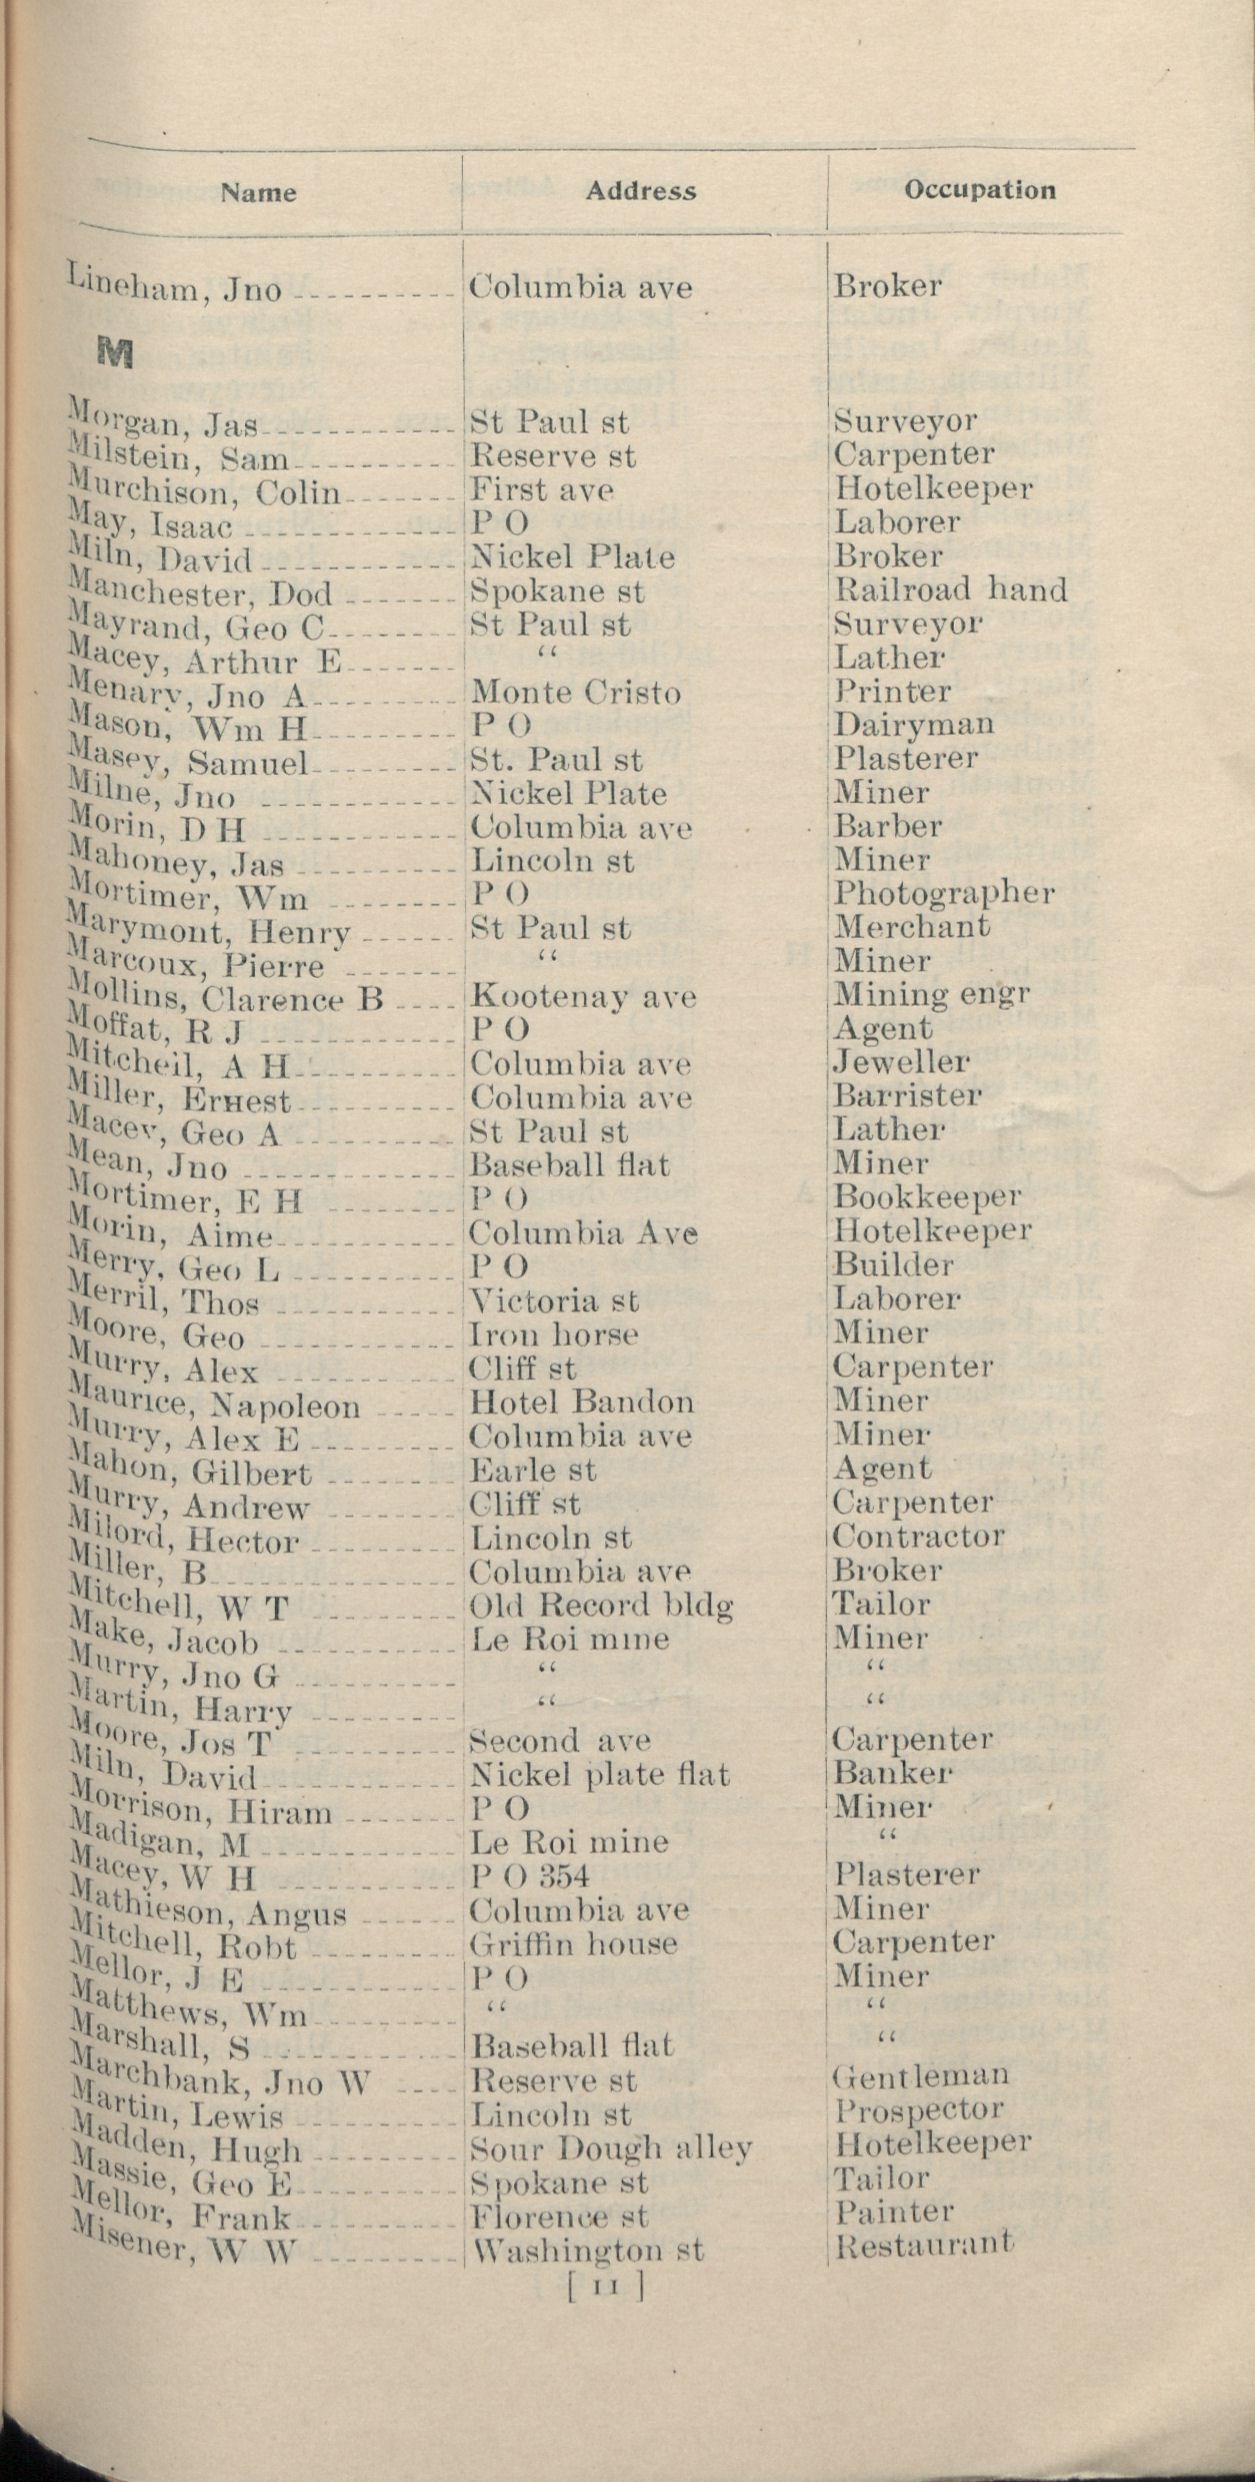 Name Address Occupation
Lineham, Jno Columbia ave Broker
M
Morgan, Jas St Paul st Surveyor
Milstein, Sam Reserve st Carpenter
Murchison, Colin First ave Hotelkeeper
May, Isaac P O Laborer
Miln, David Nickel Plate Broker
Manchester, Dod Spokane st Railroad hand
Mayrand, Geo C St Paul st Surveyor
Macey, Arthur E “ Lather
Menary, Jno A Monte Cristo Printer
Mason, Wm H P O Dairyman
Masey, Samuel St. Paul st Plasterer
Milne, Jno Nickel Plate Miner
Morin, D H Columbia ave Barber
Mahoney, Jas Lincoln st Miner
Mortimer, Wm P O Photographer
Marymont, Henry St Paul st Merchant
Marcoux, Pierre “ Miner
Mollins, Clarence B Kootenay ave Mining engr
Moffat, R J P O Agent
Mitcheil, A H Columbia ave Jeweller
Miller, Ernest Columbia ave Barrister
Macey, Geo A St Paul st Lather
Mean, Jno Baseball flat Miner
Mortimer, E H P O Bookkeeper
Morin, Aime Columbia Ave Hotelkeeper
Merry, Geo L P O Builder
Merril, Thos Victoria st Laborer
Moore, Geo Iron horse Miner
Murry, Alex Cliff st Carpenter
Maurice, Napoleon Hotel Bandon Miner
Murry, Alex E Columbia ave Miner
Mahon, Gilbert Earle st Agent
Murry, Andrew Cliff st Carpenter
Milord, Hector Lincoln st Contractor
Miller, B Columbia ave Broker
Mitchell, W T Old Record bldg Tailor
Make, Jacob Le Roi mine Miner
Murry, Jno G “ “
Martin, Harry “ “
Moore, Jos T Second ave Carpenter
Miln, David Nickel plate flat Banker
Morrison, Hiram P O Miner
Madigan, M Le Roi mine “
Macey, W H P O 354 Plasterer
Mathieson, Angus Columbia ave Miner
Mitchell, Robt Griffin house Carpenter
Mellor, J E P O Miner
Matthews, Wm “ “
Marshall, S Baseball flat “
Marchbank, Jno W Reserve st Gentleman
Martin, Lewis Lincoln st Prospector
Madden, Hugh Sour Dough alley Hotelkeeper
Massie, Geo E Spokane st Tailor
Mellor, Frank Florence st Painter
Misener, W W Washington st Restaurant
[ 11 ]